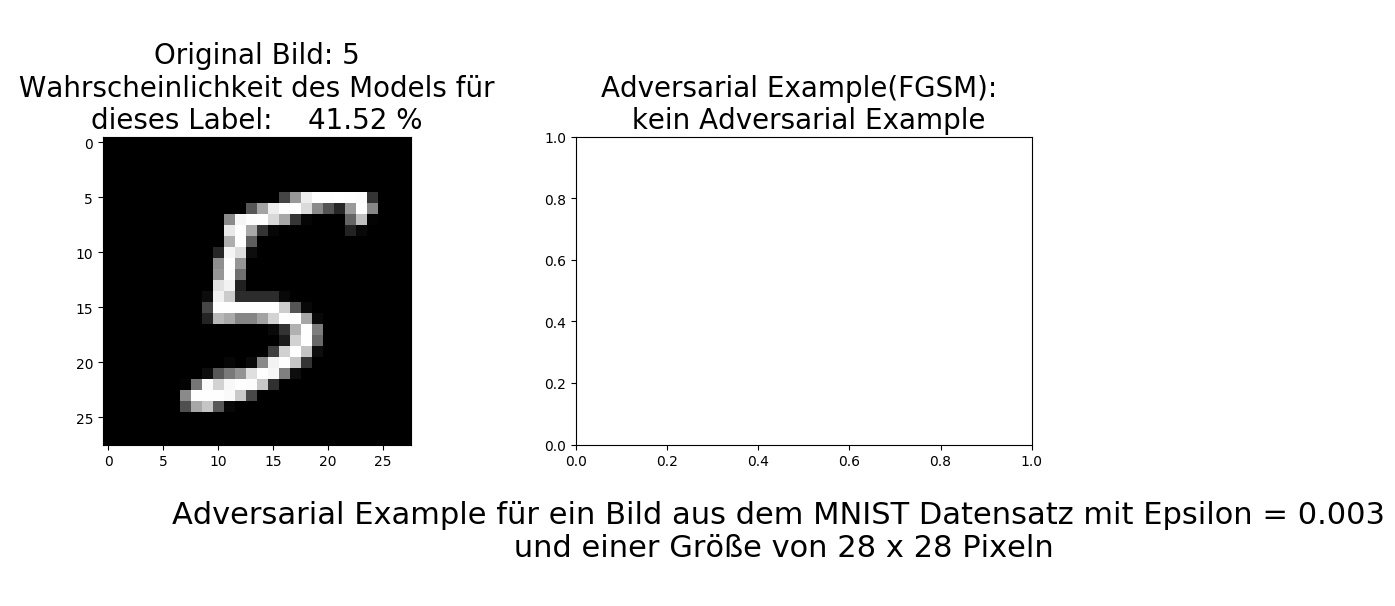 Original Bild: 5
Wahrscheinlichkeit des Models für
dieses Label: 41.52 %
Adversarial Example(FGSM):
kein Adversarial Example
0
5
10
15
20
25
0 5 10 15 20 25
5
1.0
0.8
0.6
0.4
0.2
0.0
0.0 0.2 0.4 0.6 0.8 1.0
Adversarial Example für ein Bild aus dem MNIST Datensatz mit Epsilon = 0.003
und einer Größe von 28 x 28 Pixeln